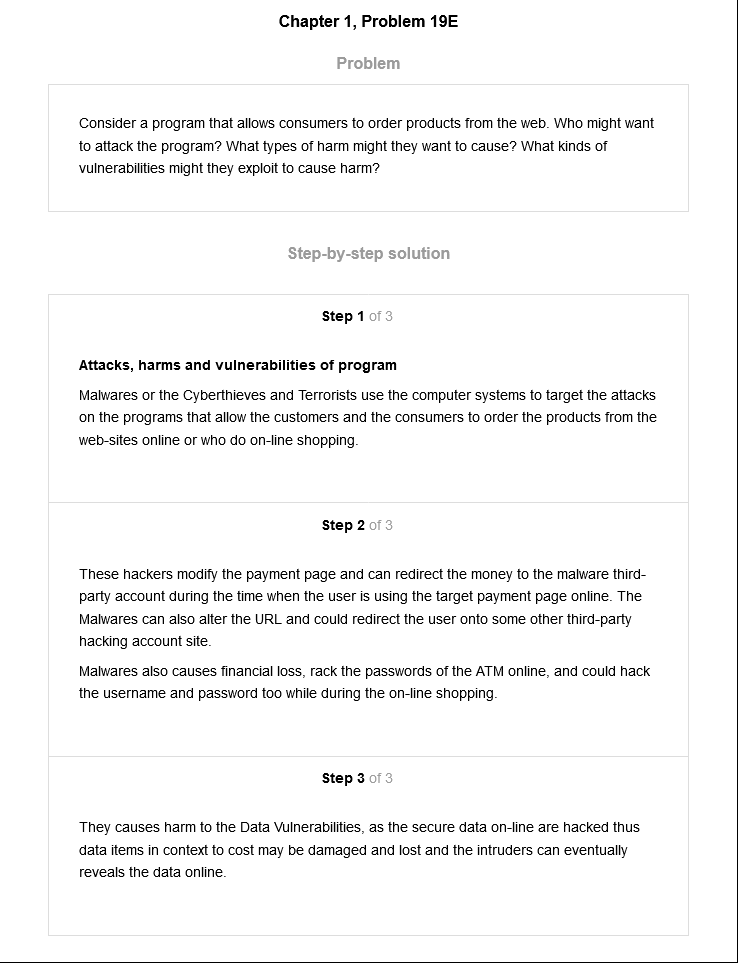 Chapter 1, Problem 19E
Problem
Consider a program that allows consumers to order products from the web. Who might want
to attack the program? What types of harm might they want to cause? What kinds of
vulnerabilities might they exploit to cause harm?
Step-by-step solution
Step 1 of 3
Attacks, harms and vulnerabilities of program
Malwares or the Cyberthieves and Terrorists use the computer systems to target the attacks
on the programs that allow the customers and the consumers to order the products from the
web-sites online or who do on-line shopping.
Step 2 of 3
These hackers modify the payment page and can redirect the money to the malware third-
party account during the time when the user is using the target payment page online. The
Malwares can also alter the URL and could redirect the user onto some other third-party
hacking account site.
Malwares also causes financial loss, rack the passwords of the ATM online, and could hack
the username and password too while during the on-line shopping.
Step 3 of 3
They causes harm to the Data Vulnerabilities, as the secure data on-line are hacked thus
data items in context to cost may be damaged and lost and the intruders can eventually
reveals the data online.